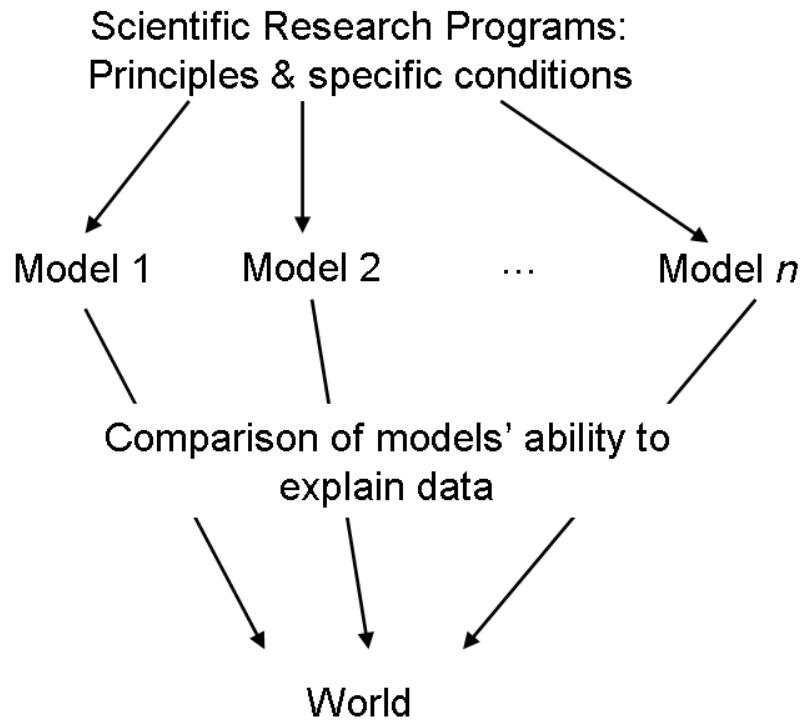 Scientific Research Programs:
Principles & specific conditions
Model 1 Model 2 ... Model n
Comparison of models’ ability to
explain data
World